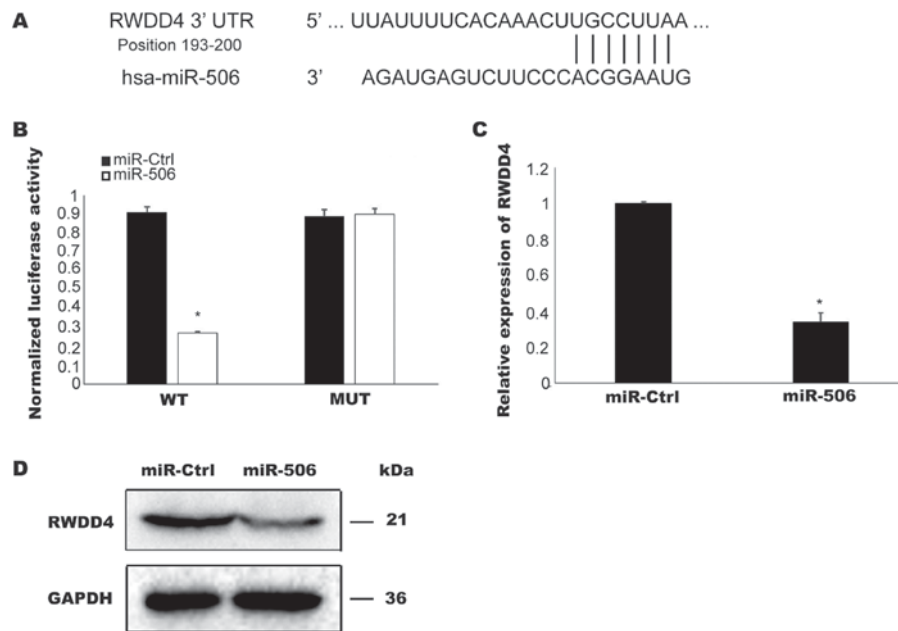 A
RWDD4 3' UTR 5' ... UUAUUUUCACAAACUUGCCUUAA ...
Position 193-200
hsa-miR-506 3' AGAUGAGUCUUCCCACGGAAUG
B
Normalized luciferase activity
miR-Ctrl
miR-506
1
0.9
0.8
0.7
0.6
0.5
0.4
0.3
0.2
0.1
0
*
WT MUT
C
Relative expression of RWDD4
1.2
1
0.8
0.6
0.4
0.2
0
*
miR-Ctrl miR-506
D
miR-Ctrl miR-506 kDa
RWDD4 21
GAPDH 36